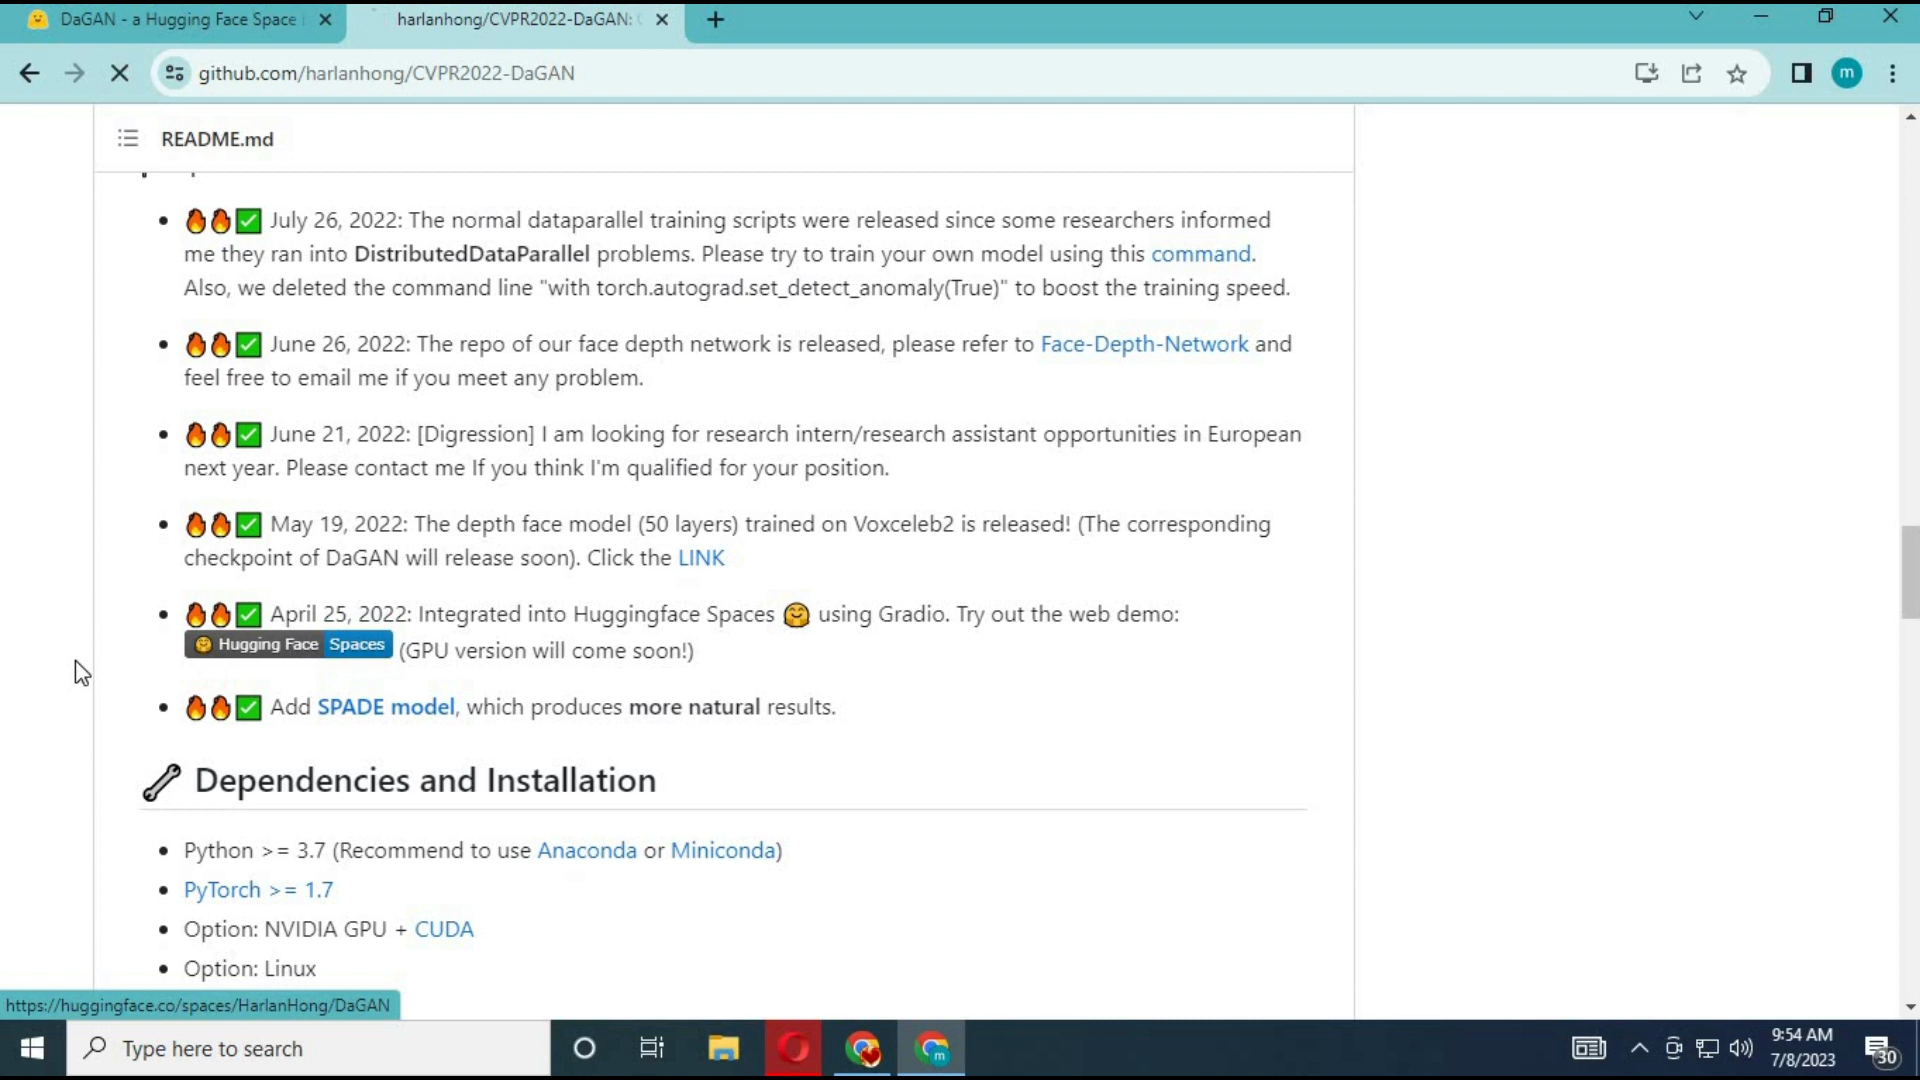 DaGAN - a Hugging Face Space
harlanhong/CVPR2022-DaGAN:
github.com/harlanhong/CVPR2022-DaGAN
m
README.md
July 26, 2022: The normal dataparallel training scripts were released since some researchers informed
me they ran into DistributedDataParallel problems. Please try to train your own model using this command.
Also, we deleted the command line "with torch.autograd.set_detect_anomaly(True)" to boost the training speed.
June 26, 2022: The repo of our face depth network is released, please refer to Face-Depth-Network and
feel free to email me if you meet any problem.
June 21, 2022: [Digression] I am looking for research intern/research assistant opportunities in European
next year. Please contact me If you think I'm qualified for your position.
May 19, 2022: The depth face model (50 layers) trained on Voxceleb2 is released! (The corresponding
checkpoint of DaGAN will release soon). Click the LINK
April 25, 2022: Integrated into Huggingface Spaces 🤗 using Gradio. Try out the web demo:
Hugging Face Spaces (GPU version will come soon!)
Add SPADE model, which produces more natural results.
Dependencies and Installation
Python >= 3.7 (Recommend to use Anaconda or Miniconda)
PyTorch >= 1.7
Option: NVIDIA GPU + CUDA
Option: Linux
https://huggingface.co/spaces/HarlanHong/DaGAN
Type here to search
m
9:54 AM
7/8/2023
30